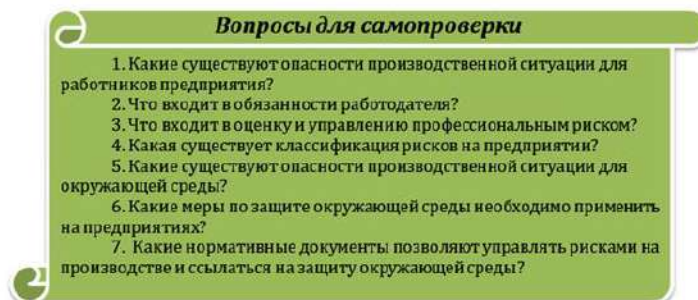 Вопросы для самопроверки
1. Какие существуют опасности производственной ситуации для
работников предприятия?
2. Что входит в обязанности работодателя?
3. Что входит в оценку и управлению профессиональным риском?
4. Какая существует классификация рисков на предприятии?
5. Какие существуют опасности производственной ситуации для
окружающей среды?
6. Какие меры по защите окружающей среды необходимо применить
на предприятиях?
7. Какие нормативные документы позволяют управлять рисками на
производстве и ссылаться на защиту окружающей среды?